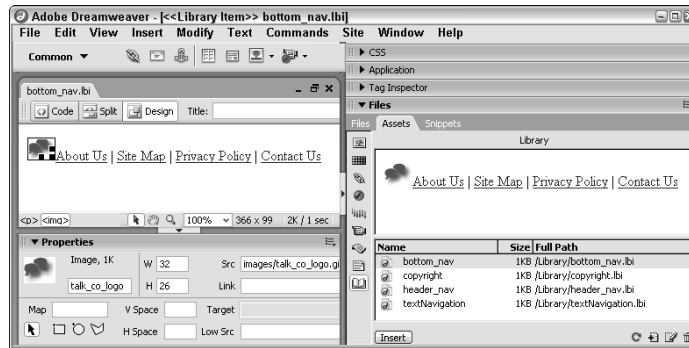 Adobe Dreamweaver - [<<Library Item>> bottom_nav.lbi]
File Edit View Insert Modify Text Commands Site Window Help
Common
CSS
Application
Tag Inspector
Files
bottom_nav.lbi
Code Split Design Title:
About Us | Site Map | Privacy Policy | Contact Us
<p> <img> 100% 366 x 99 2K / 1 sec
Properties
Image, 1K W 32 Src images/talk_co_logo.gi
talk_co_logo H 26 Link
Map V Space Target
H Space Low Src
Files Assets Snippets
Library
About Us | Site Map | Privacy Policy | Contact Us
Name Size Full Path
bottom_nav 1KB /Library/bottom_nav.lbi
copyright 1KB /Library/copyright.lbi
header_nav 1KB /Library/header_nav.lbi
textNavigation 1KB /Library/textNavigation.lbi
Insert